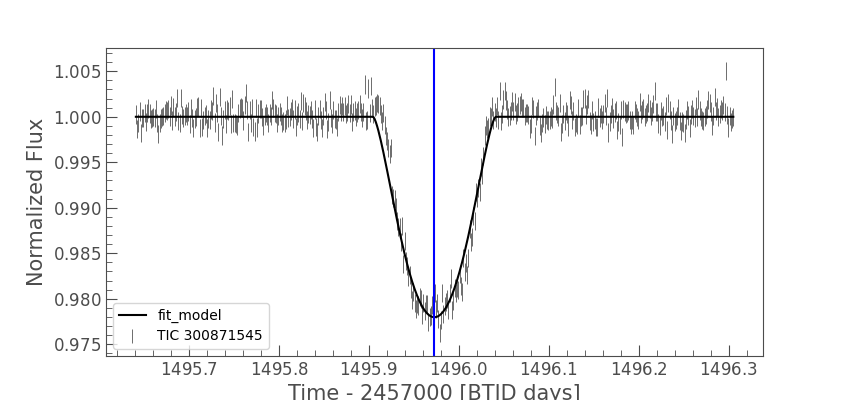 Normalized Flux
1.005
1.000
0.995
0.990
0.985
0.980
0.975
fit_model
TIC 300871545
1495.7 1495.8 1495.9 1496.0 1496.1 1496.2 1496.3
Time - 2457000 [BTJD days]